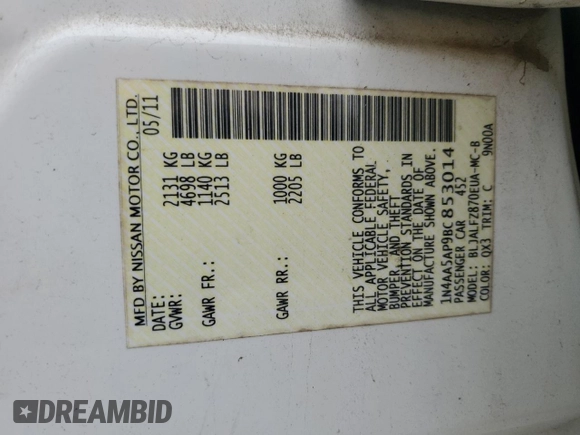 MFD BY NISSAN MOTOR CO., LTD.
DATE: 05/11
GVWR: 2131 KG
4698 LB
GAWR FR.: 1140 KG
2513 LB
GAWR RR.: 1000 KG
2205 LB
THIS VEHICLE CONFORMS TO
ALL APPLICABLE FEDERAL
MOTOR VEHICLE SAFETY,
BUMPER, AND THEFT
PREVENTION STANDARDS IN
EFFECT ON THE DATE OF
MANUFACTURE SHOWN ABOVE.
1N4AA5AP9BC853014
PASSENGER CAR 452
MODEL: BLJALF2870EUA-MC-B
COLOR: QX3 TRIM: C 9N00A
DREAMBID